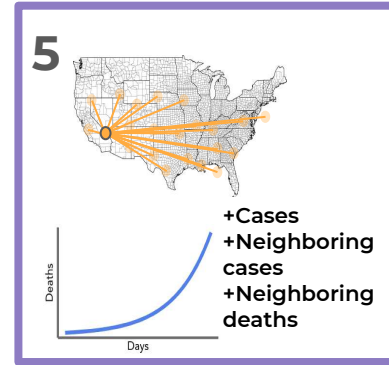 5
+Cases
+Neighboring
cases
+Neighboring
deaths
Deaths
Days